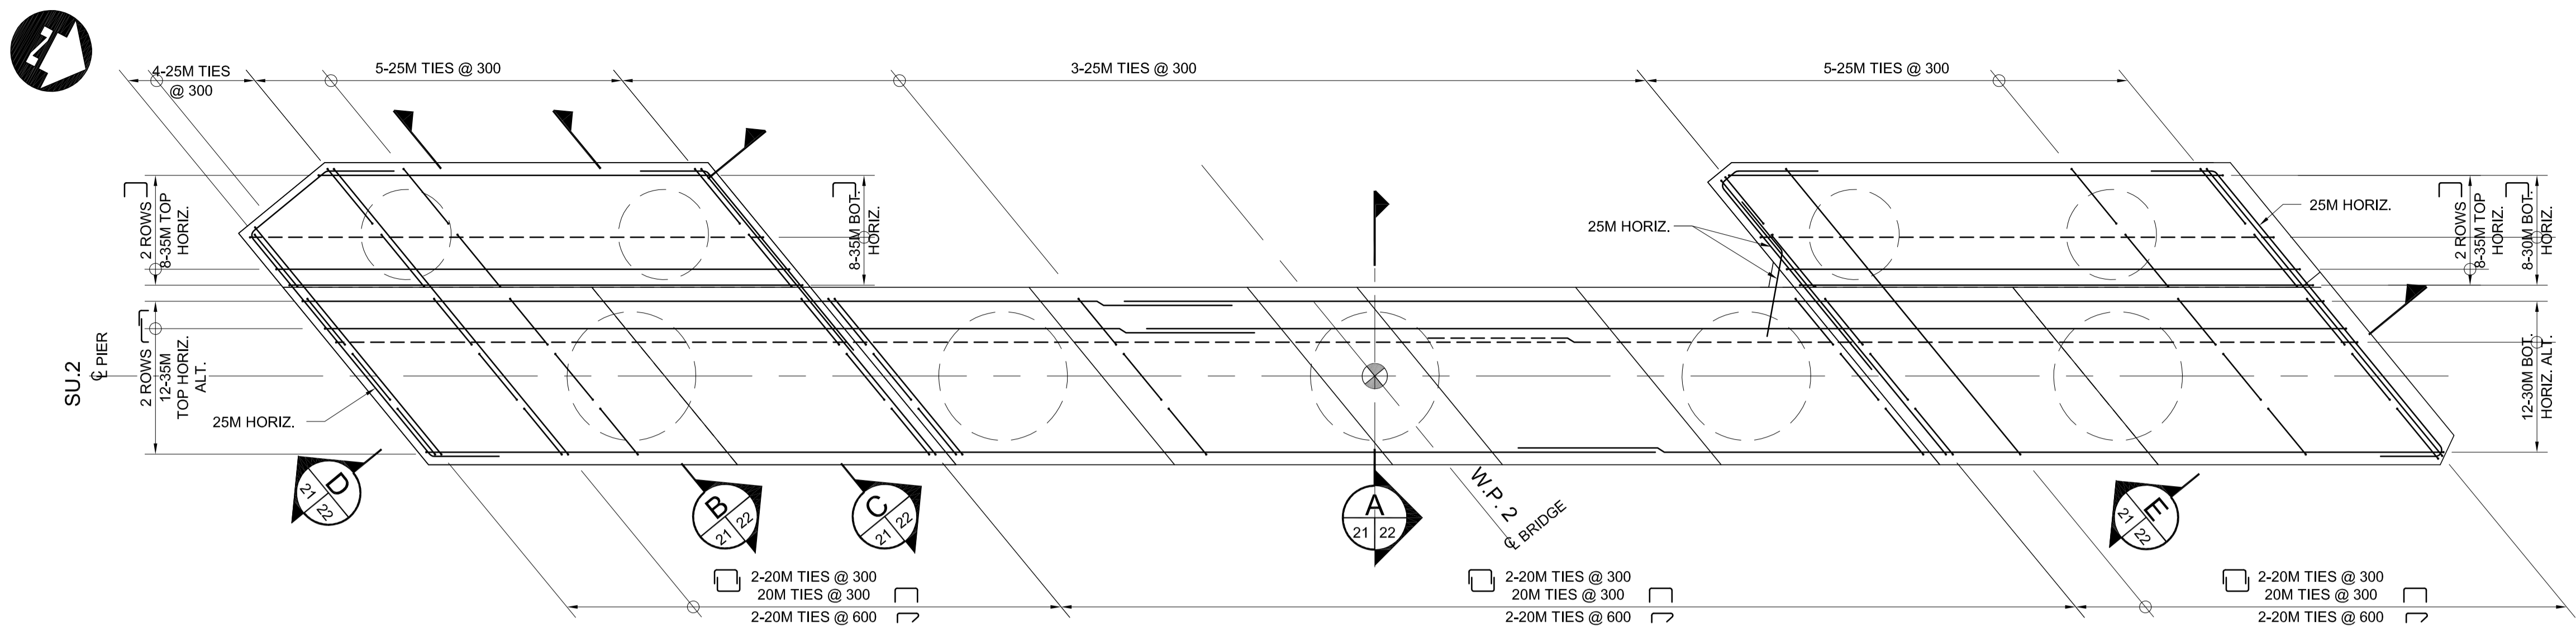 N
4-25M TIES
@ 300
5-25M TIES @ 300
3-25M TIES @ 300
5-25M TIES @ 300
2 ROWS
8-35M TOP
HORIZ.
8-35M BOT.
HORIZ.
25M HORIZ.
25M HORIZ.
2 ROWS
8-35M TOP
HORIZ.
8-30M BOT.
HORIZ.
SU.2
℄ PIER
2 ROWS
12-35M
TOP HORIZ.
ALT.
25M HORIZ.
12-30M BOT.
HORIZ. ALT.
D
21 22
B
21 22
C
21 22
A
21 22
W.P. 2
℄ BRIDGE
E
21 22
2-20M TIES @ 300
20M TIES @ 300
2-20M TIES @ 600
2-20M TIES @ 300
20M TIES @ 300
2-20M TIES @ 600
2-20M TIES @ 300
20M TIES @ 300
2-20M TIES @ 600